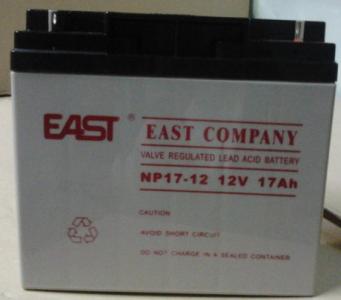 EAST ®
EAST COMPANY
VALVE REGULATED LEAD ACID BATTERY
NP17-12 12V 17Ah
CAUTION
AVOID SHORT CIRCUIT
DO NOT CHARGE IN A SEALED CONTAINER